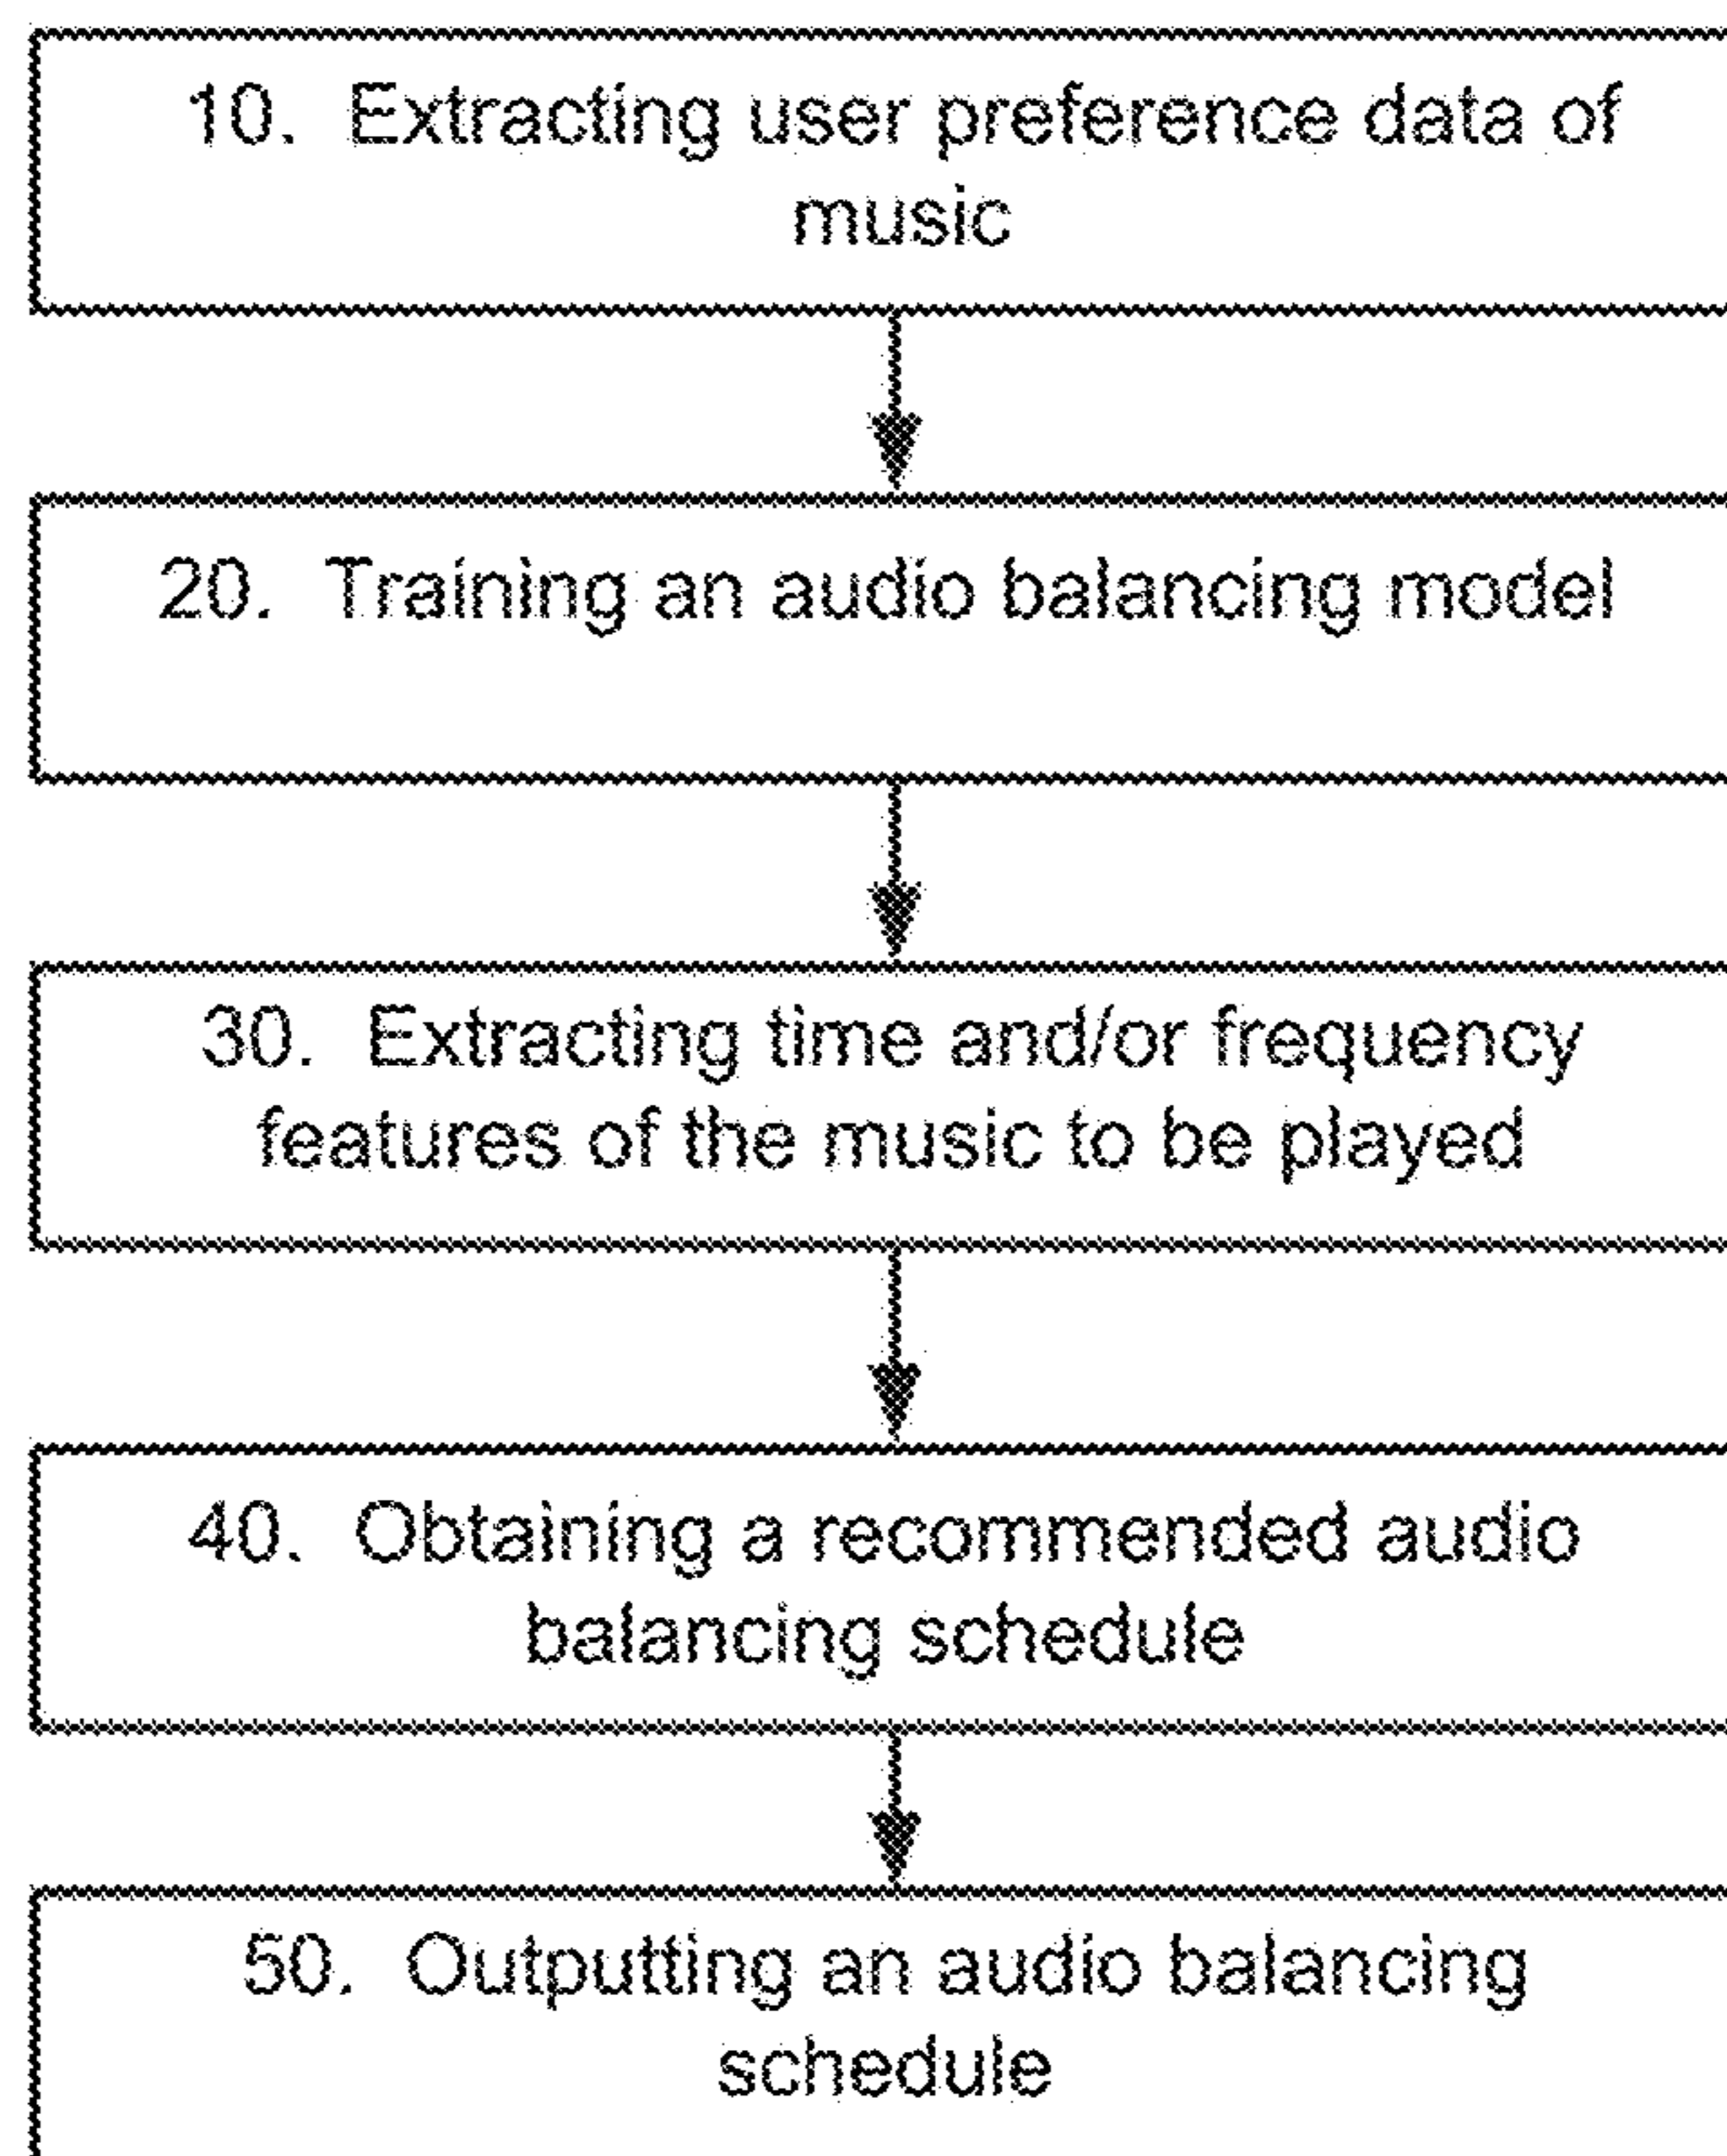 10. Extracting user preference data of
music
20. Training an audio balancing model
30. Extracting time and/or frequency
features of the music to be played
40. Obtaining a recommended audio
balancing schedule
50. Outputting an audio balancing
schedule